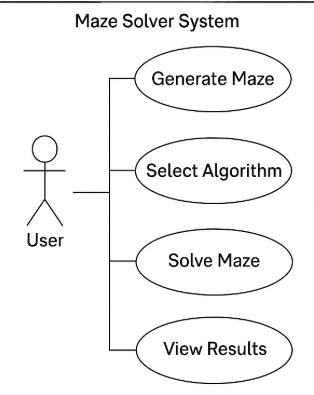 Maze Solver System
Generate Maze
Select Algorithm
User
Solve Maze
View Results